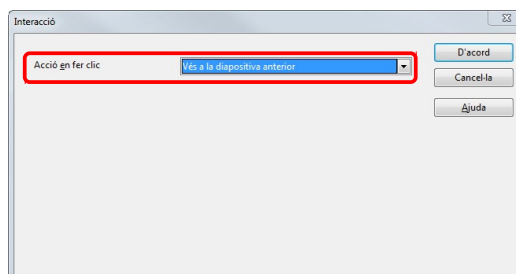 Interacció
D'acord
Acció en fer clic
Vés a la diapositiva anterior
Cancel·la
Ajuda